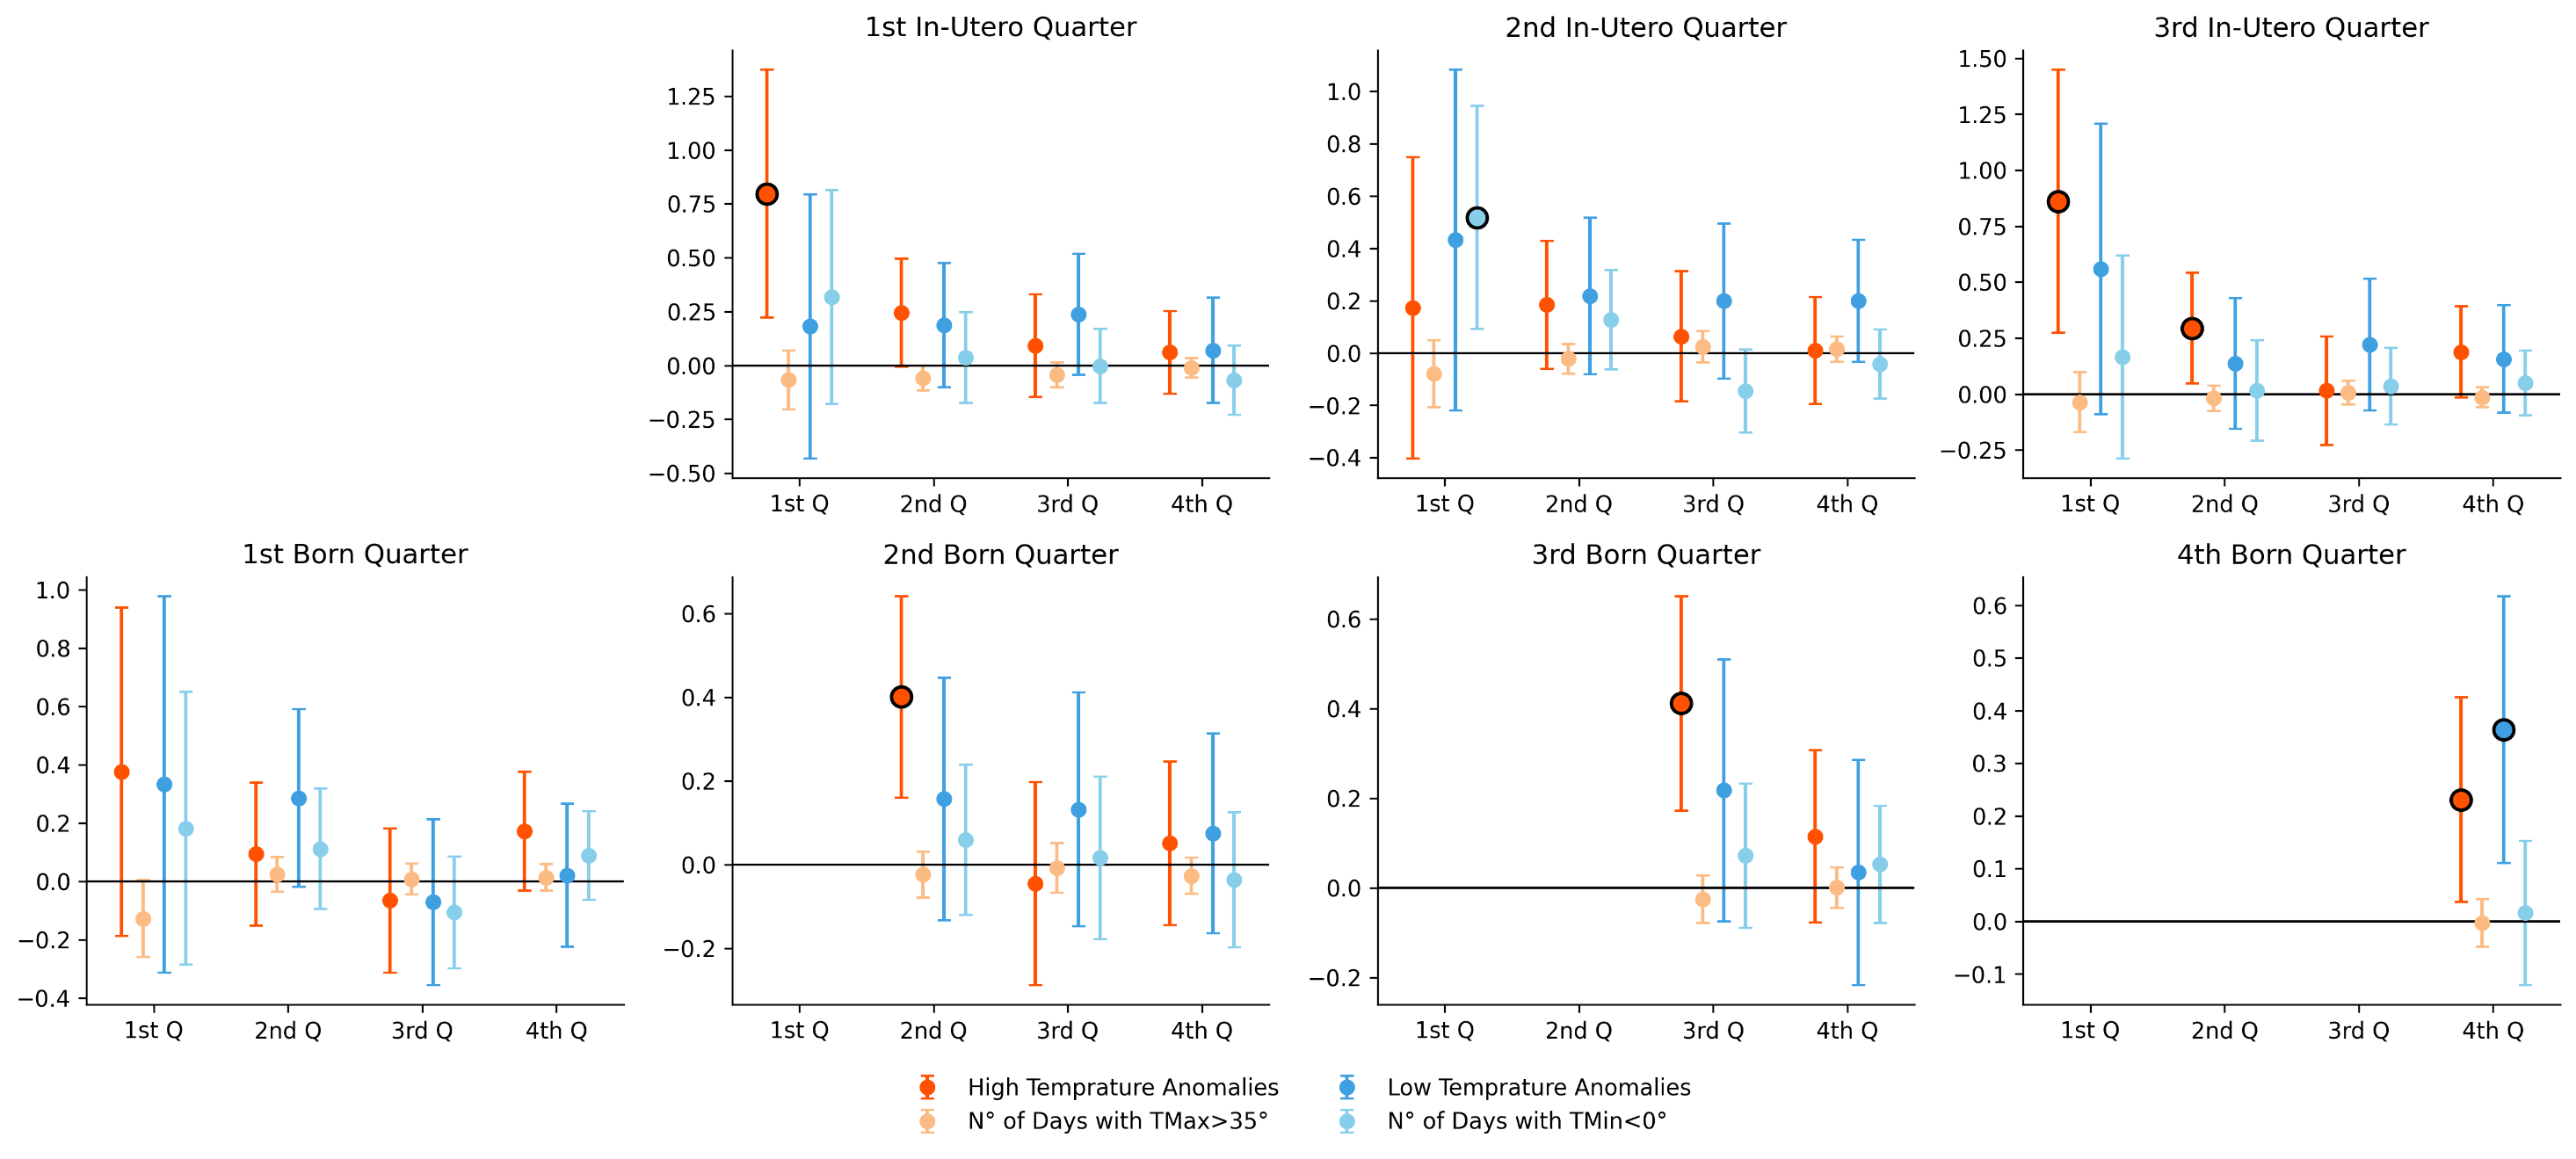 1st In-Utero Quarter
2nd In-Utero Quarter
3rd In-Utero Quarter
1.25
1.00
0.75
0.50
0.25
0.00
−0.25
−0.50
1st Q 2nd Q 3rd Q 4th Q
1.0
0.8
0.6
0.4
0.2
0.0
−0.2
−0.4
1st Q 2nd Q 3rd Q 4th Q
1.50
1.25
1.00
0.75
0.50
0.25
0.00
−0.25
1st Q 2nd Q 3rd Q 4th Q
1st Born Quarter
2nd Born Quarter
3rd Born Quarter
4th Born Quarter
1.0
0.8
0.6
0.4
0.2
0.0
−0.2
−0.4
1st Q 2nd Q 3rd Q 4th Q
0.6
0.4
0.2
0.0
−0.2
1st Q 2nd Q 3rd Q 4th Q
0.6
0.4
0.2
0.0
−0.2
1st Q 2nd Q 3rd Q 4th Q
0.6
0.5
0.4
0.3
0.2
0.1
0.0
−0.1
1st Q 2nd Q 3rd Q 4th Q
High Temprature Anomalies
N° of Days with TMax>35°
Low Temprature Anomalies
N° of Days with TMin<0°